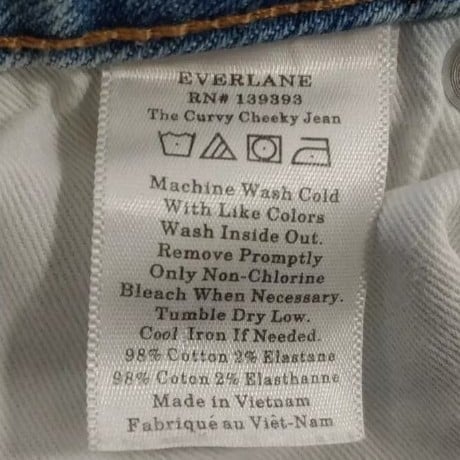 EVERLANE
RN# 139393
The Curvy Cheeky Jean
Machine Wash Cold
With Like Colors
Wash Inside Out.
Remove Promptly
Only Non-Chlorine
Bleach When Necessary.
Tumble Dry Low.
Cool Iron If Needed.
98% Cotton 2% Elastane
98% Coton 2% Elasthanne
Made in Vietnam
Fabriqué au Viêt-Nam